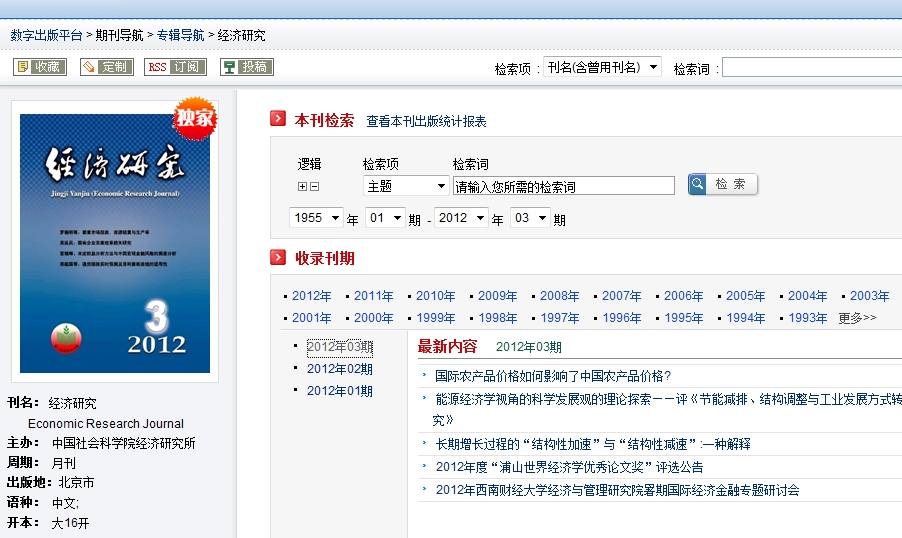 数字出版平台 > 期刊导航 > 专辑导航 > 经济研究
收藏 定制 RSS 订阅 投稿
检索项 : 刊名(含曾用刊名) 检索词 :
独家
经济研究
Jingji Yanjiu (Economic Research Journal)
3
2012
刊名: 经济研究
Economic Research Journal
主办: 中国社会科学院经济研究所
周期: 月刊
出版地: 北京市
语种: 中文;
开本: 大16开
本刊检索 查看本刊出版统计报表
逻辑 检索项 检索词
主题 请输入您所需的检索词 检 索
1955 年 01 期 - 2012 年 03 期
收录刊期
2012年 2011年 2010年 2009年 2008年 2007年 2006年 2005年 2004年 2003年
2001年 2000年 1999年 1998年 1997年 1996年 1995年 1994年 1993年 更多>>
2012年03期
2012年02期
2012年01期
最新内容 2012年03期
国际农产品价格如何影响了中国农产品价格?
能源经济学视角的科学发展观的理论探索——评《节能减排、结构调整与工业发展方式转
究》
长期增长过程的“结构性加速”与“结构性减速”:一种解释
2012年度“浦山世界经济学优秀论文奖”评选公告
2012年西南财经大学经济与管理研究院暑期国际经济金融专题研讨会